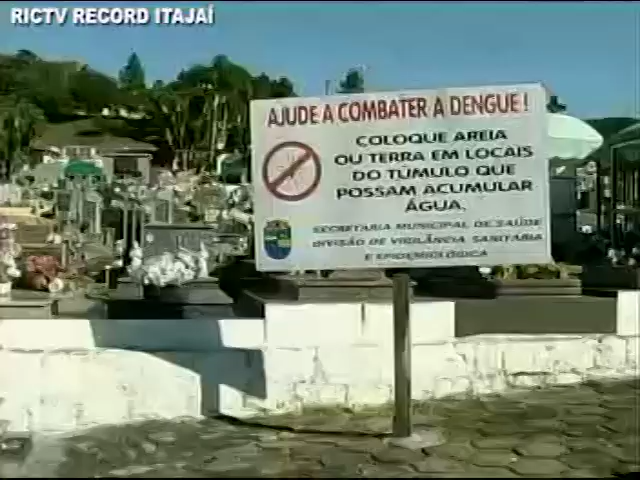 RICTV RECORD ITAJAÍ
AJUDE A COMBATER A DENGUE!
COLOQUE AREIA
OU TERRA EM LOCAIS
DO TÚMULO QUE
POSSAM ACUMULAR
ÁGUA.
SECRETARIA MUNICIPAL DE SAÚDE
DIVISÃO DE VIGILÂNCIA SANITARIA
E EPIDEMIOLÓGICA